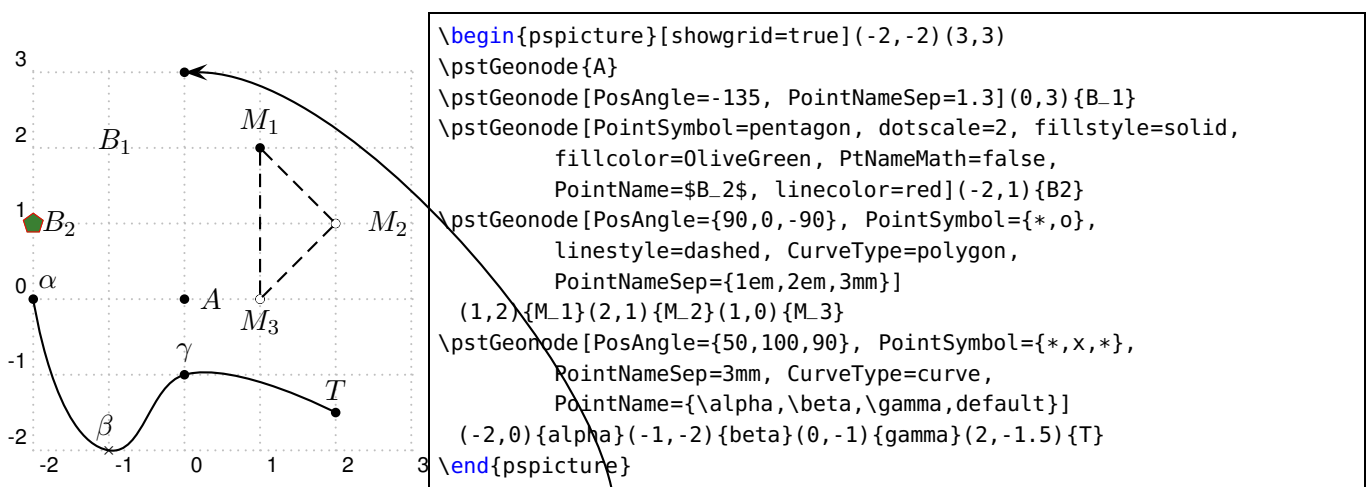 3
M₁
2
B₁
1
B₂
M₂
0
α
A
M₃
γ
-1
T
β
-2
-2 -1 0 1 2 3
\begin{pspicture}[showgrid=true](-2,-2)(3,3)
\pstGeonode{A}
\pstGeonode[PosAngle=-135, PointNameSep=1.3](0,3){B_1}
\pstGeonode[PointSymbol=pentagon, dotscale=2, fillstyle=solid,
fillcolor=OliveGreen, PtNameMath=false,
PointName=$B_2$, linecolor=red](-2,1){B2}
\pstGeonode[PosAngle={90,0,-90}, PointSymbol={*,o},
linestyle=dashed, CurveType=polygon,
PointNameSep={1em,2em,3mm}]
(1,2){M_1}(2,1){M_2}(1,0){M_3}
\pstGeonode[PosAngle={50,100,90}, PointSymbol={*,x,*},
PointNameSep=3mm, CurveType=curve,
PointName={\alpha,\beta,\gamma,default}]
(-2,0){alpha}(-1,-2){beta}(0,-1){gamma}(2,-1.5){T}
\end{pspicture}